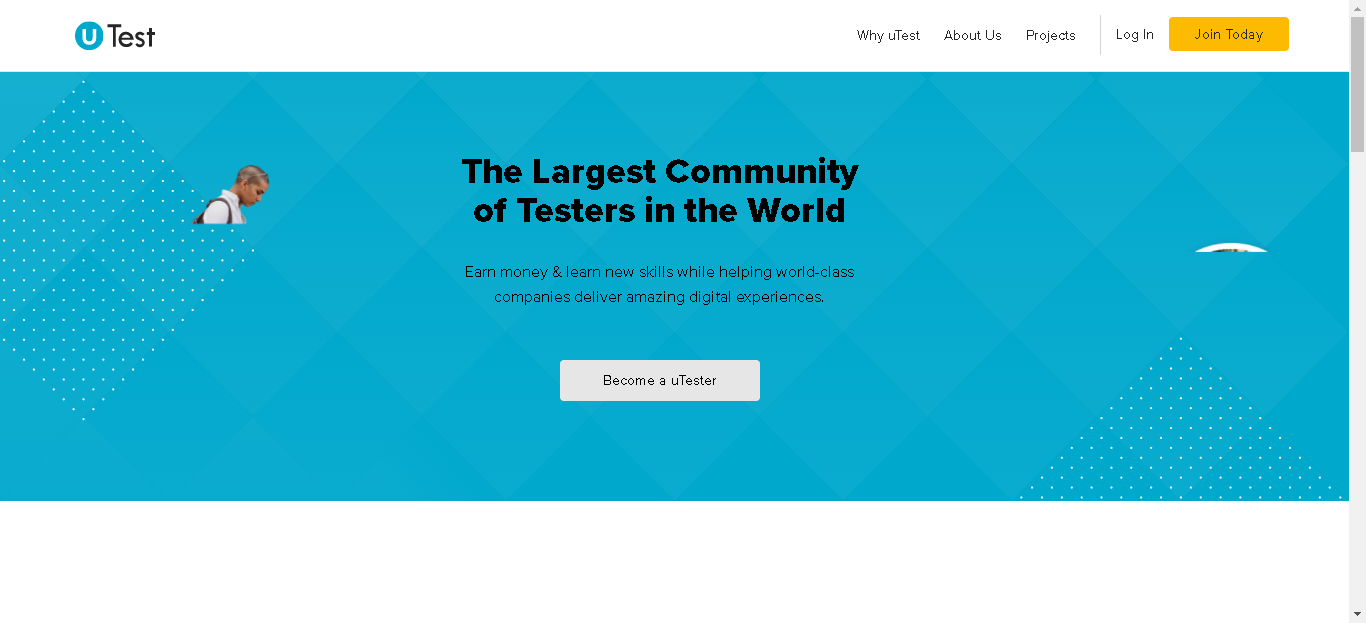 uTest
Why uTest
About Us
Projects
Log In
Join Today
The Largest Community
of Testers in the World
Earn money & learn new skills while helping world-class
companies deliver amazing digital experiences.
Become a uTester